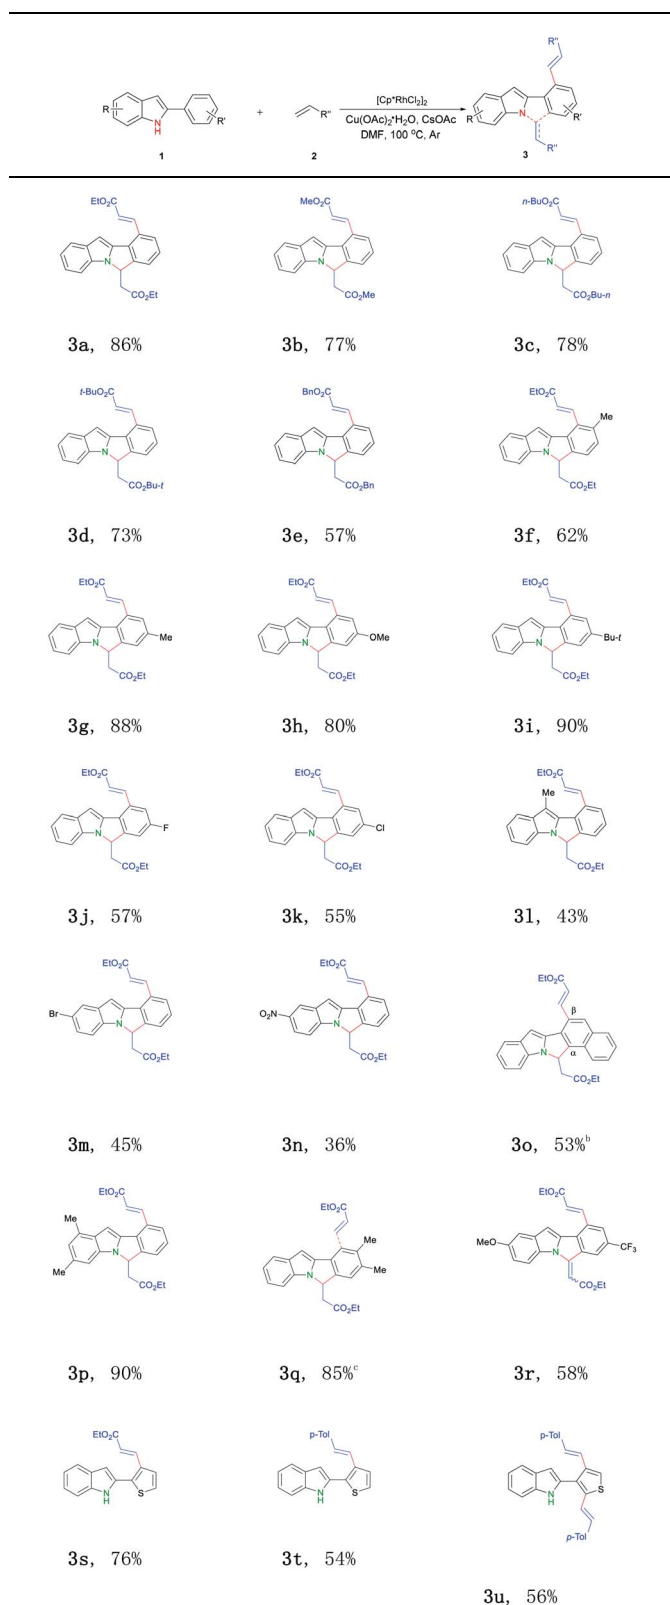 R
N
H
R'
1
+
R"
2
[Cp*RhCl2]2
Cu(OAc)2•H2O, CsOAc
DMF, 100 °C, Ar
R"
R
N
R'
R"
3
EtO2C
N
CO2Et
3a, 86%
MeO2C
N
CO2Me
3b, 77%
n-BuO2C
N
CO2Bu-n
3c, 78%
t-BuO2C
N
CO2Bu-t
3d, 73%
BnO2C
N
CO2Bn
3e, 57%
EtO2C
Me
N
CO2Et
3f, 62%
EtO2C
N
Me
CO2Et
3g, 88%
EtO2C
N
OMe
CO2Et
3h, 80%
EtO2C
N
Bu-t
CO2Et
3i, 90%
EtO2C
N
F
CO2Et
3j, 57%
EtO2C
N
Cl
CO2Et
3k, 55%
EtO2C
Me
N
CO2Et
3l, 43%
EtO2C
Br
N
CO2Et
3m, 45%
EtO2C
O2N
N
CO2Et
3n, 36%
EtO2C
β
N
α
CO2Et
3o, 53%b
EtO2C
Me
N
Me
CO2Et
3p, 90%
EtO2C
Me
N
Me
CO2Et
3q, 85%c
EtO2C
MeO
N
CF3
CO2Et
3r, 58%
EtO2C
N
H
S
3s, 76%
p-Tol
N
H
S
3t, 54%
p-Tol
N
H
S
p-Tol
3u, 56%